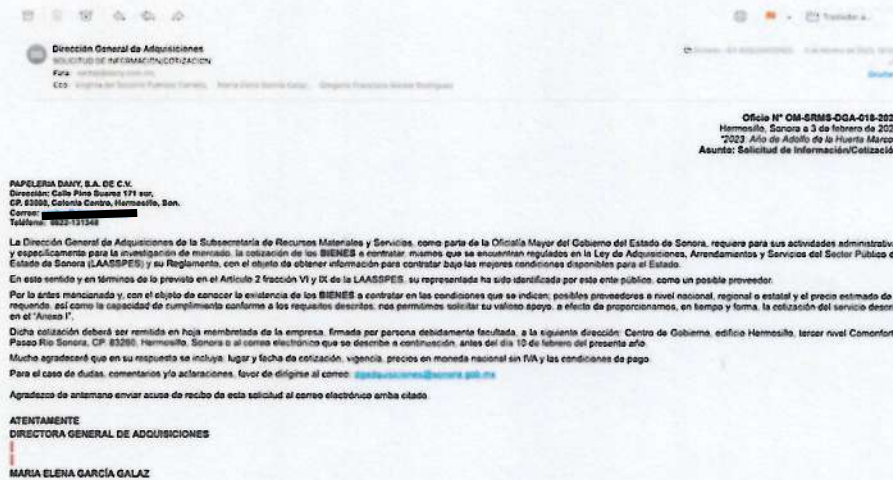 Dirección General de Adquisiciones
SOLICITUD DE INFORMACIÓN/COTIZACIÓN
Para:
Cco:
Oficio N° OM-SRMS-DGA-018-202
Hermosillo, Sonora a 3 de febrero de 202
"2023: Año de Adolfo de la Huerta Marco
Asunto: Solicitud de Información/Cotizació
PAPELERIA DANY, S.A. DE C.V.
Dirección: Calle Pino Suarez 171 sur,
CP. 83000, Colonia Centro, Hermosillo, Son.
Correo:
Teléfono:
La Dirección General de Adquisiciones de la Subsecretaría de Recursos Materiales y Servicios, como parte de la Oficialía Mayor del Gobierno del Estado de Sonora, requiere para sus actividades administrativ
y específicamente para la investigación de mercado, la cotización de los BIENES a contratar, mismos que se encuentran regulados en la Ley de Adquisiciones, Arrendamientos y Servicios del Sector Público d
Estado de Sonora (LAASSPES) y su Reglamento, con el objeto de obtener información para contratar bajo las mejores condiciones disponibles para el Estado.
En este sentido y en términos de lo previsto en el Artículo 2 fracción VI y IX de la LAASSPES, su representada ha sido identificada por este ente público, como un posible proveedor.
Por lo antes mencionado y, con el objeto de conocer la existencia de los BIENES a contratar en las condiciones que se indican; posibles proveedores a nivel nacional, regional o estatal y el precio estimado de
requerido, así como la capacidad de cumplimiento conforme a los requisitos descritos, nos permitimos solicitar su valioso apoyo, a efecto de proporcionarnos, en tiempo y forma, la cotización del servicio descri
en el "Anexo I".
Dicha cotización deberá ser remitida en hoja membretada de la empresa, firmada por persona debidamente facultada, a la siguiente dirección: Centro de Gobierno, edificio Hermosillo, tercer nivel Comonfort
Paseo Río Sonora, CP. 83280, Hermosillo, Sonora o al correo electrónico que se describe a continuación, antes del día 10 de febrero del presente año.
Mucho agradeceré que en su respuesta se incluya: lugar y fecha de cotización, vigencia, precios en moneda nacional sin IVA y las condiciones de pago.
Para el caso de dudas, comentarios y/o aclaraciones, favor de dirigirse al correo: dgadquisiciones@sonora.gob.mx
Agradezco de antemano enviar acuse de recibo de esta solicitud al correo electrónico arriba citado.
ATENTAMENTE
DIRECTORA GENERAL DE ADQUISICIONES
MARIA ELENA GARCÍA GALAZ